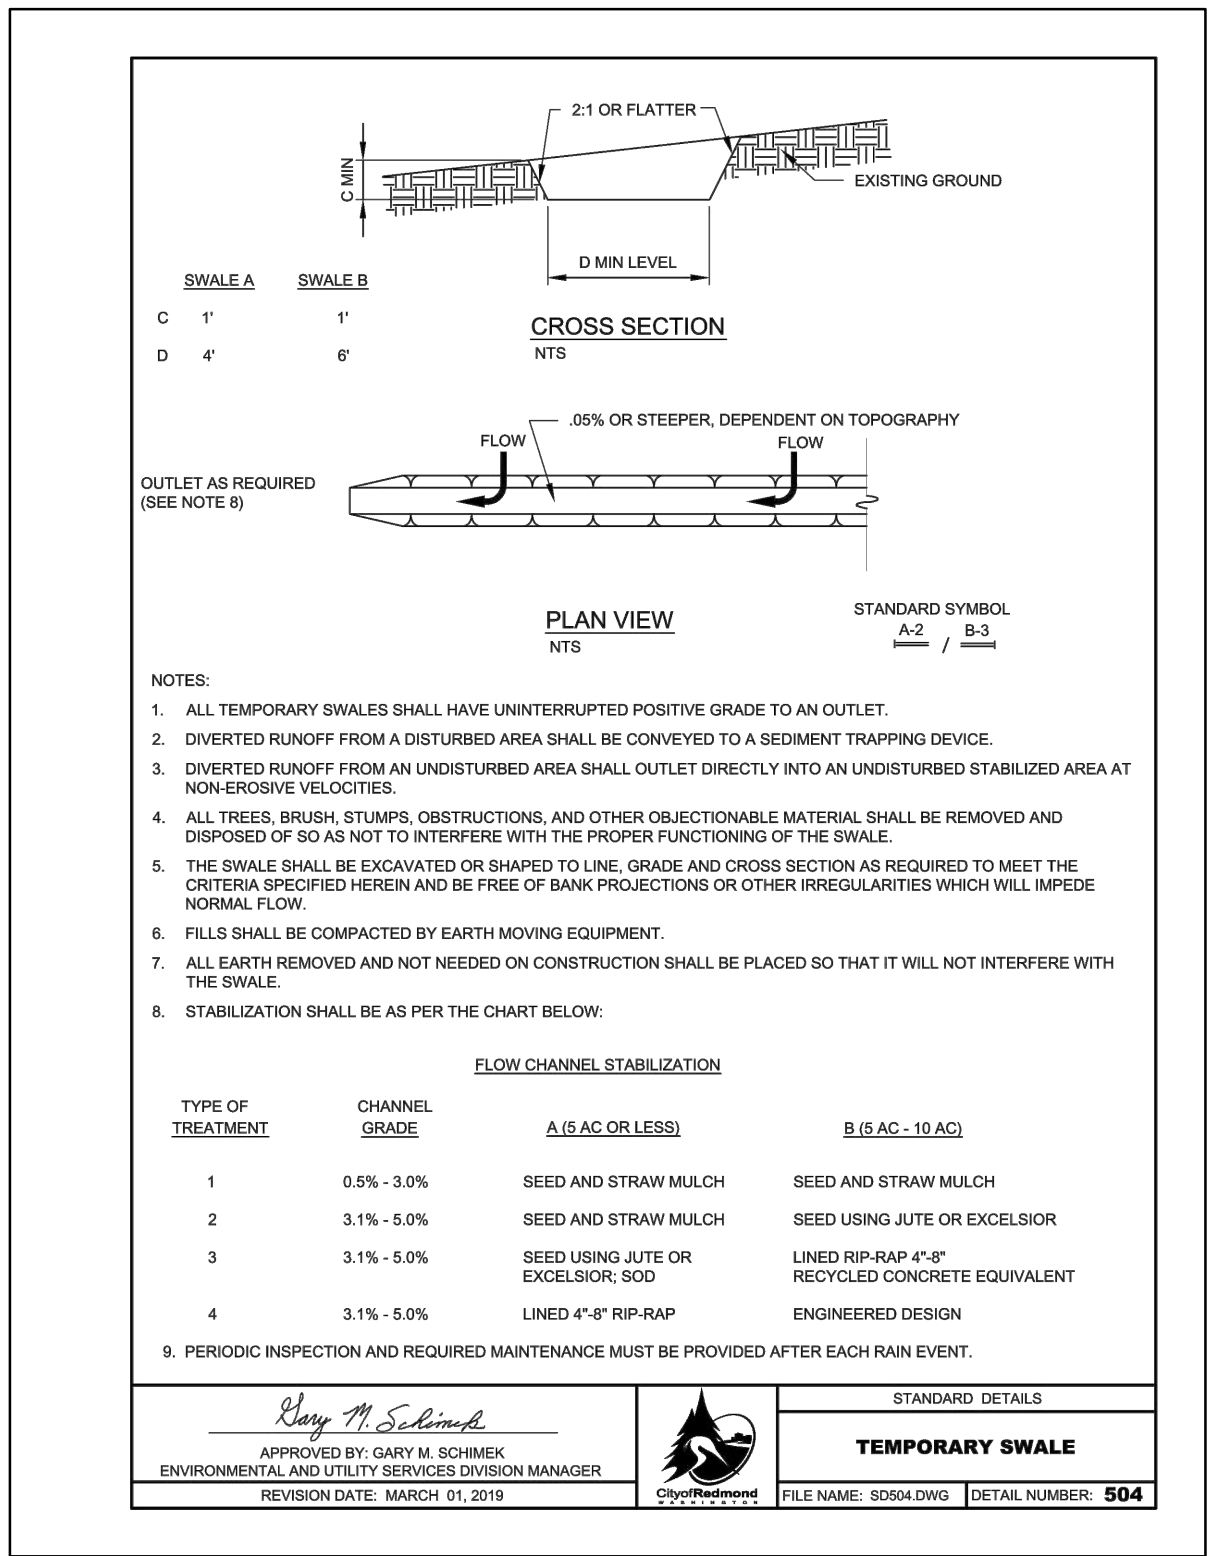 2:1 OR FLATTER
C MIN
EXISTING GROUND
D MIN LEVEL
SWALE A SWALE B
C 1' 1'
D 4' 6'
CROSS SECTION
NTS
.05% OR STEEPER, DEPENDENT ON TOPOGRAPHY
FLOW FLOW
OUTLET AS REQUIRED
(SEE NOTE 8)
PLAN VIEW
NTS
STANDARD SYMBOL
A-2 / B-3
NOTES:
1. ALL TEMPORARY SWALES SHALL HAVE UNINTERRUPTED POSITIVE GRADE TO AN OUTLET.
2. DIVERTED RUNOFF FROM A DISTURBED AREA SHALL BE CONVEYED TO A SEDIMENT TRAPPING DEVICE.
3. DIVERTED RUNOFF FROM AN UNDISTURBED AREA SHALL OUTLET DIRECTLY INTO AN UNDISTURBED STABILIZED AREA AT
NON-EROSIVE VELOCITIES.
4. ALL TREES, BRUSH, STUMPS, OBSTRUCTIONS, AND OTHER OBJECTIONABLE MATERIAL SHALL BE REMOVED AND
DISPOSED OF SO AS NOT TO INTERFERE WITH THE PROPER FUNCTIONING OF THE SWALE.
5. THE SWALE SHALL BE EXCAVATED OR SHAPED TO LINE, GRADE AND CROSS SECTION AS REQUIRED TO MEET THE
CRITERIA SPECIFIED HEREIN AND BE FREE OF BANK PROJECTIONS OR OTHER IRREGULARITIES WHICH WILL IMPEDE
NORMAL FLOW.
6. FILLS SHALL BE COMPACTED BY EARTH MOVING EQUIPMENT.
7. ALL EARTH REMOVED AND NOT NEEDED ON CONSTRUCTION SHALL BE PLACED SO THAT IT WILL NOT INTERFERE WITH
THE SWALE.
8. STABILIZATION SHALL BE AS PER THE CHART BELOW:
FLOW CHANNEL STABILIZATION
TYPE OF CHANNEL
TREATMENT GRADE A (5 AC OR LESS) B (5 AC - 10 AC)
1 0.5% - 3.0% SEED AND STRAW MULCH SEED AND STRAW MULCH
2 3.1% - 5.0% SEED AND STRAW MULCH SEED USING JUTE OR EXCELSIOR
3 3.1% - 5.0% SEED USING JUTE OR LINED RIP-RAP 4"-8"
EXCELSIOR; SOD RECYCLED CONCRETE EQUIVALENT
4 3.1% - 5.0% LINED 4"-8" RIP-RAP ENGINEERED DESIGN
9. PERIODIC INSPECTION AND REQUIRED MAINTENANCE MUST BE PROVIDED AFTER EACH RAIN EVENT.
Gary M. Schimek
APPROVED BY: GARY M. SCHIMEK
ENVIRONMENTAL AND UTILITY SERVICES DIVISION MANAGER
REVISION DATE: MARCH 01, 2019
CityofRedmond
WASHINGTON
STANDARD DETAILS
TEMPORARY SWALE
FILE NAME: SD504.DWG DETAIL NUMBER: 504